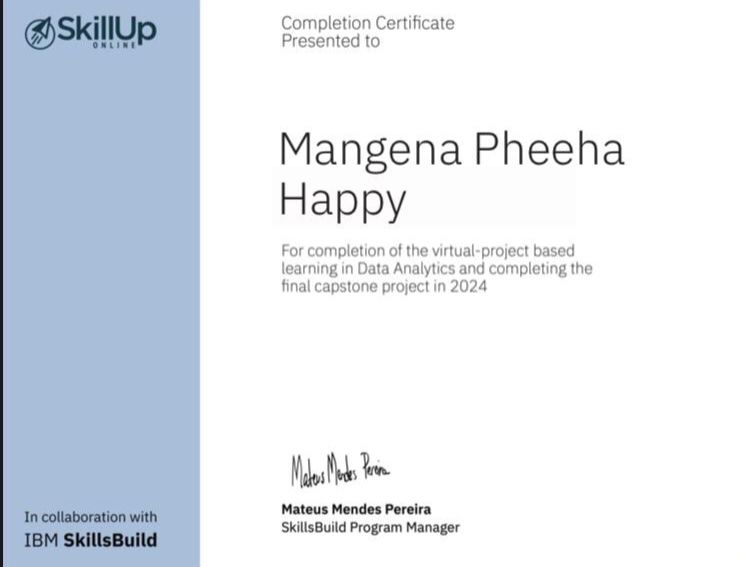 SkillUp
ONLINE
Completion Certificate
Presented to
Mangena Pheeha
Happy
For completion of the virtual-project based
learning in Data Analytics and completing the
final capstone project in 2024
Mateus Mendes Pereira
Mateus Mendes Pereira
SkillsBuild Program Manager
In collaboration with
IBM SkillsBuild